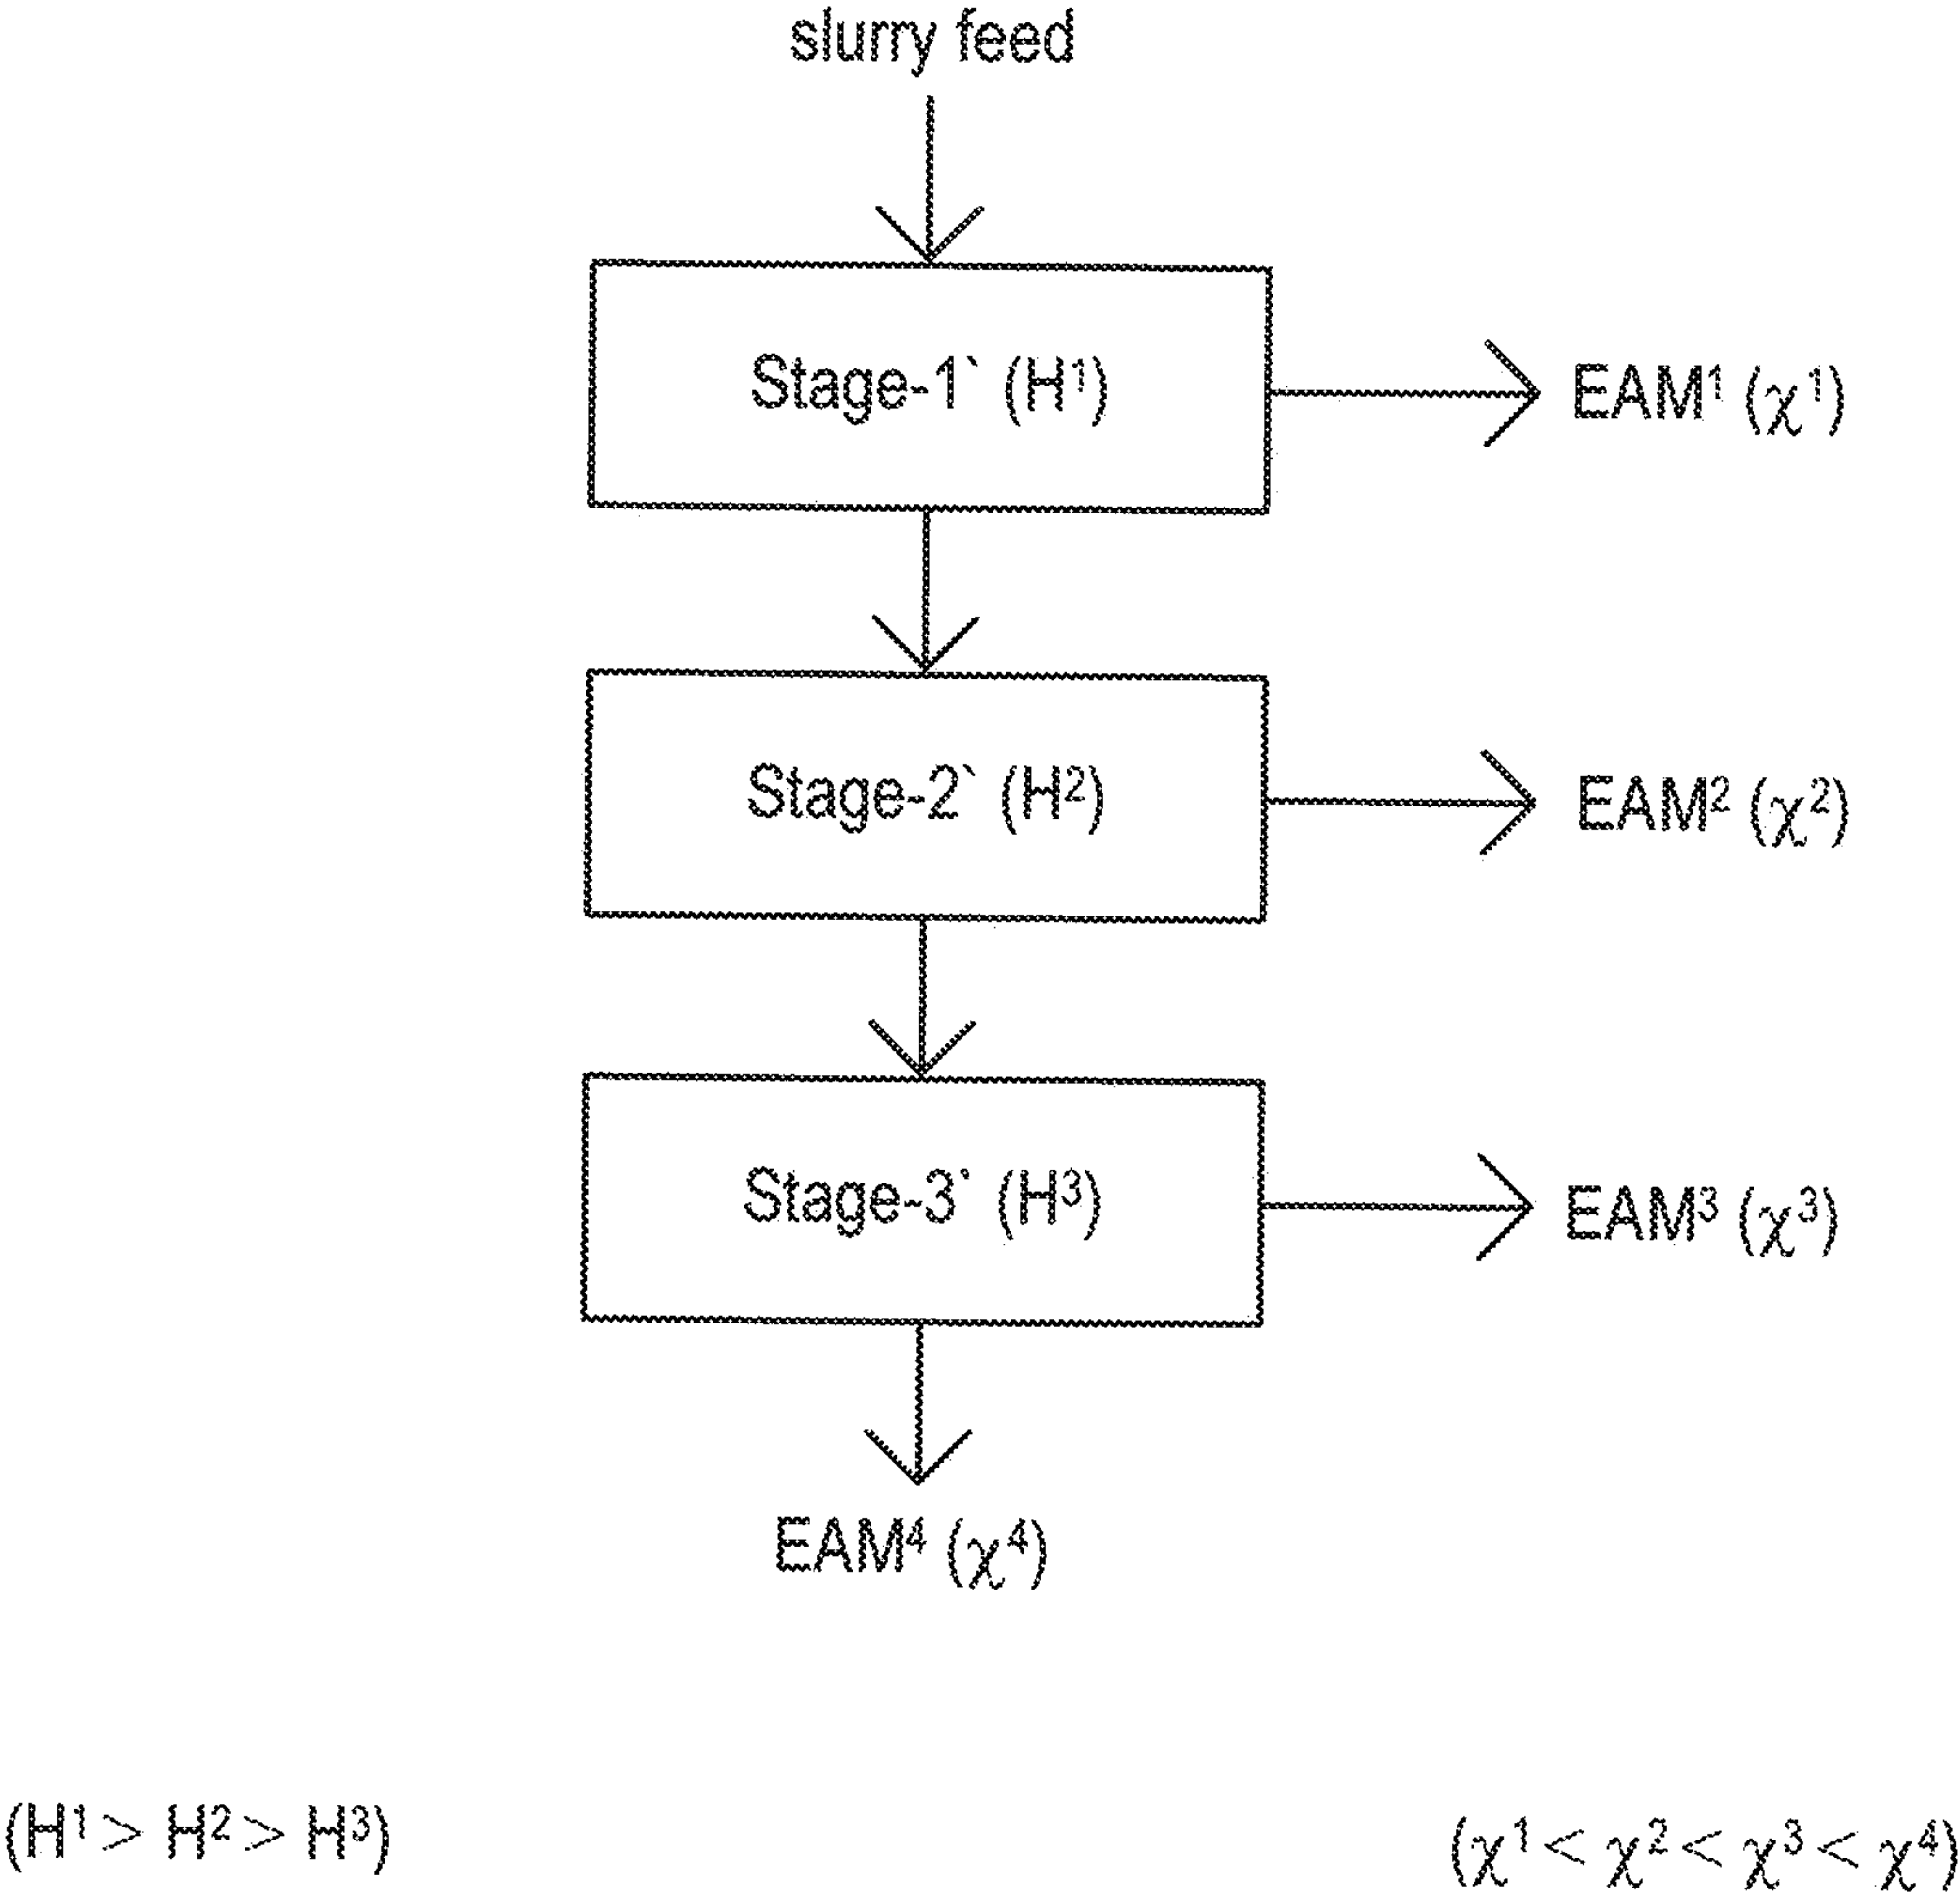 slurry feed
Stage-1` (H¹)
EAM¹ (χ¹)
Stage-2` (H²)
EAM² (χ²)
Stage-3` (H³)
EAM³ (χ³)
EAM⁴ (χ⁴)
(H¹ > H² > H³)
(χ¹ < χ² < χ³ < χ⁴)